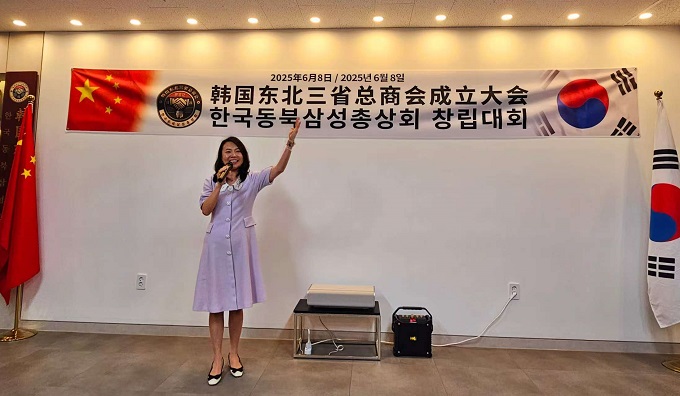 2025年6月8日 / 2025년 6월 8일
韩国东北三省总商会成立大会
한국동북삼성총상회 창립대회